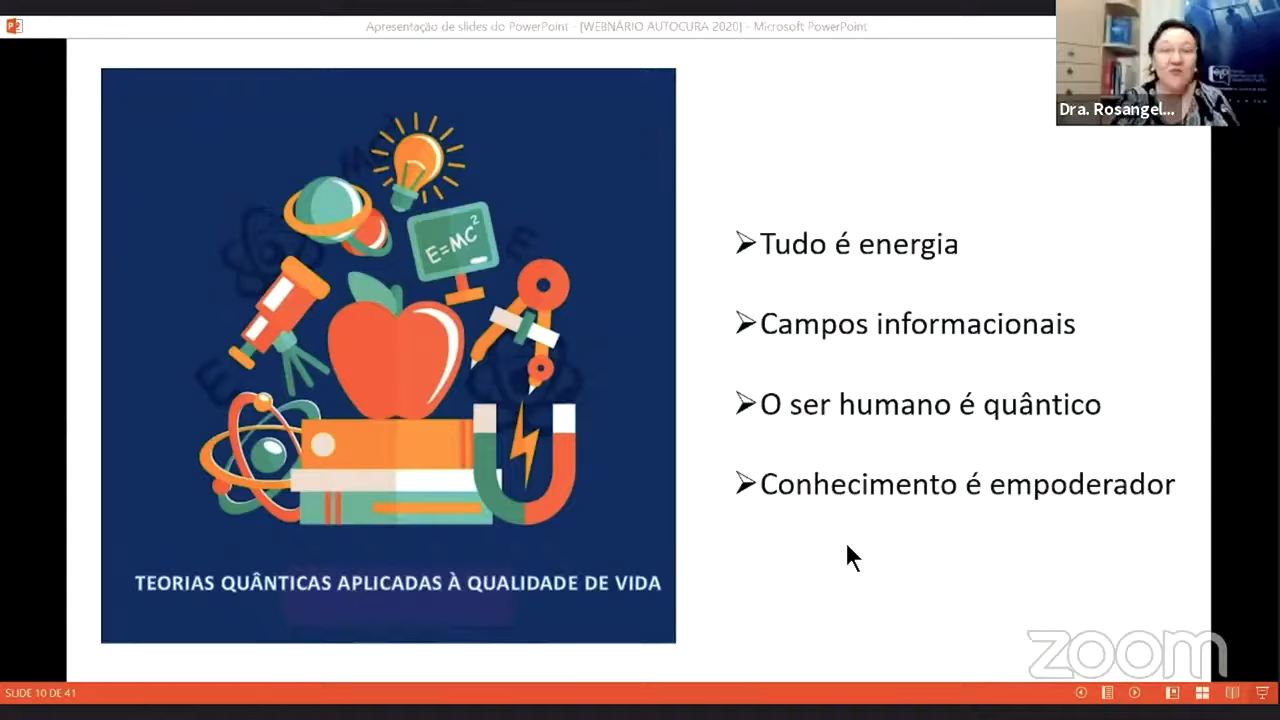 Apresentação de slides do PowerPoint - [WEBNÁRIO AUTOCURA 2020] - Microsoft PowerPoint
Dra. Rosangel...
E=MC²
Tudo é energia
Campos informacionais
O ser humano é quântico
Conhecimento é empoderador
TEORIAS QUÂNTICAS APLICADAS À QUALIDADE DE VIDA
zoom
SLIDE 10 DE 41